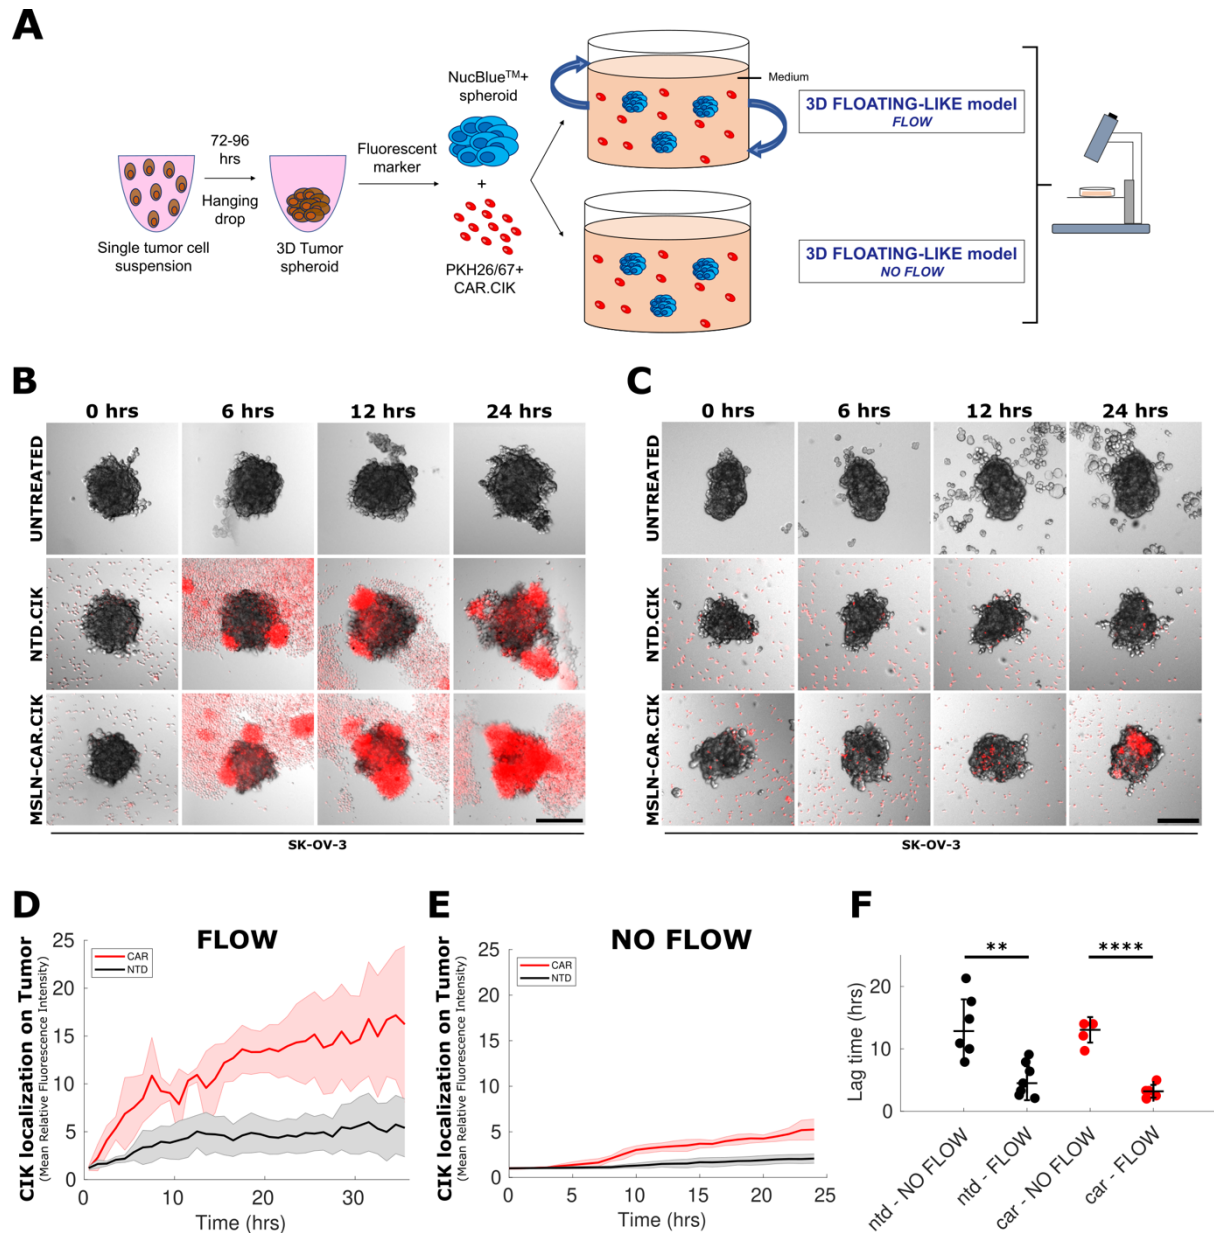 A
NucBlue™+
spheroid
Medium
3D FLOATING-LIKE model
FLOW
72-96
hrs
Hanging
drop
Fluorescent
marker
+
Single tumor cell
suspension
3D Tumor
spheroid
PKH26/67+
CAR.CIK
3D FLOATING-LIKE model
NO FLOW
B
0 hrs 6 hrs 12 hrs 24 hrs
UNTREATED
NTD.CIK
MSLN-CAR.CIK
SK-OV-3
C
0 hrs 6 hrs 12 hrs 24 hrs
UNTREATED
NTD.CIK
MSLN-CAR.CIK
SK-OV-3
D
FLOW
CIK localization on Tumor
(Mean Relative Fluorescence Intensity)
25
20
15
10
5
0
CAR
NTD
0 10 20 30
Time (hrs)
E
NO FLOW
CIK localization on Tumor
(Mean Relative Fluorescence Intensity)
25
20
15
10
5
0
CAR
NTD
0 5 10 15 20 25
Time (hrs)
F
** ****
Lag time (hrs)
20
10
0
ntd - NO FLOW
ntd - FLOW
car - NO FLOW
car - FLOW